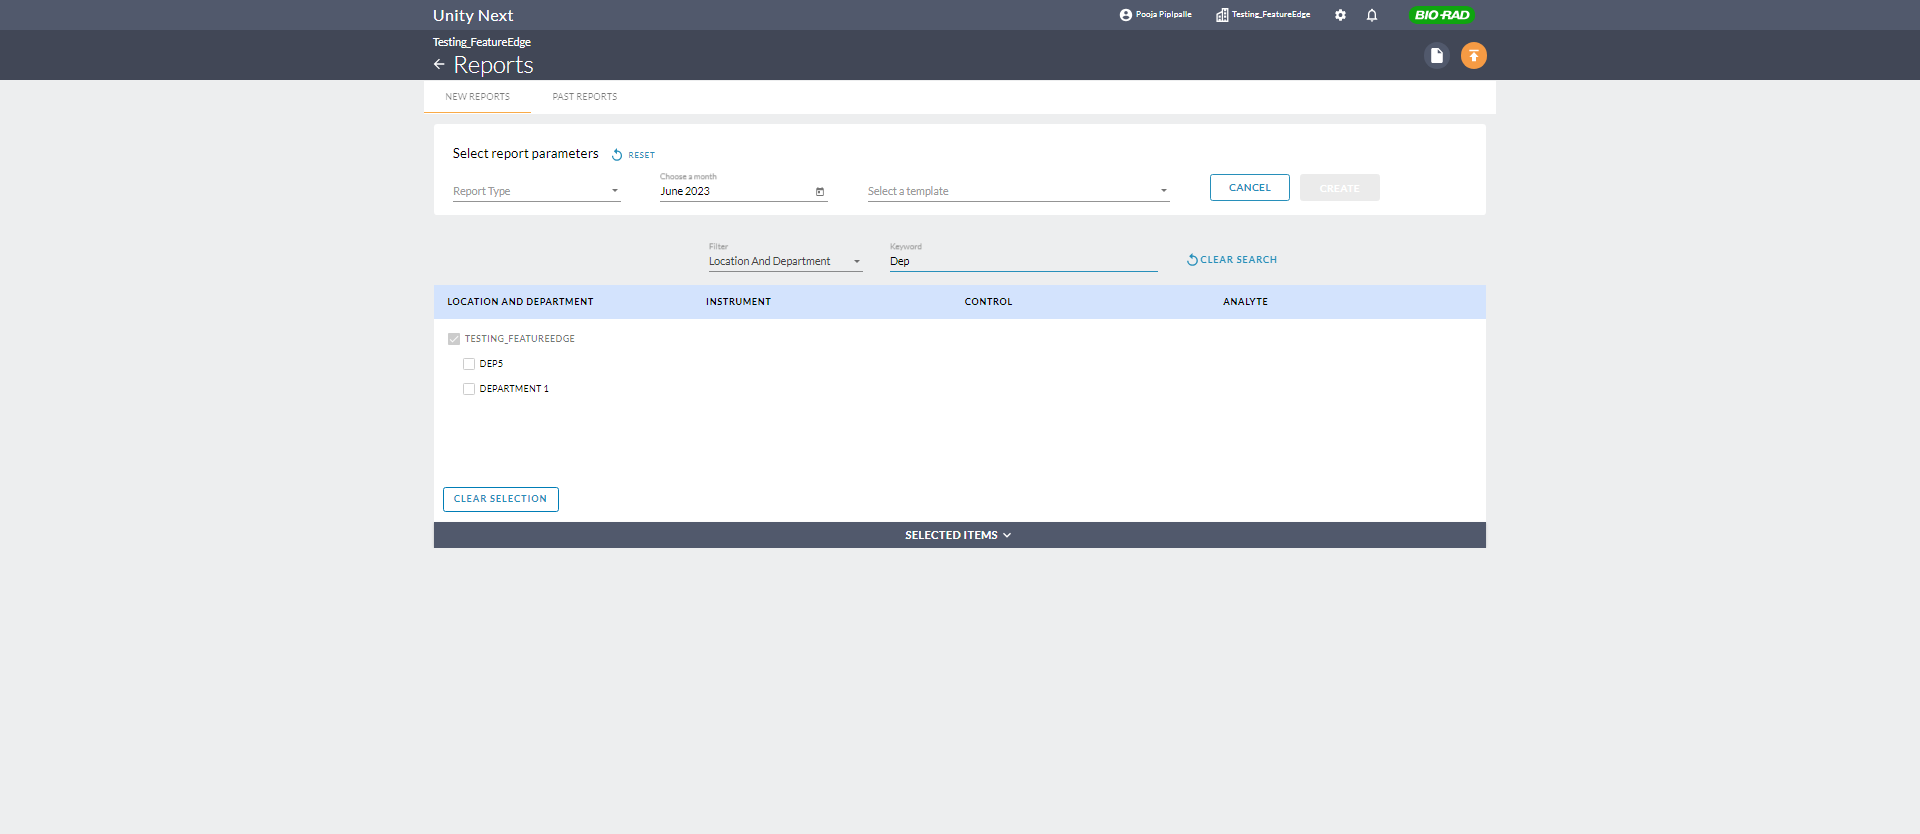 Unity Next
Pooja Piplpalle
Testing_FeatureEdge
BIO-RAD
Testing_FeatureEdge
Reports
NEW REPORTS
PAST REPORTS
Select report parameters
RESET
Report Type
Choose a month
June 2023
Select a template
CANCEL
CREATE
Filter
Location And Department
Keyword
Dep
CLEAR SEARCH
LOCATION AND DEPARTMENT
INSTRUMENT
CONTROL
ANALYTE
TESTING_FEATUREEDGE
DEP5
DEPARTMENT 1
CLEAR SELECTION
SELECTED ITEMS